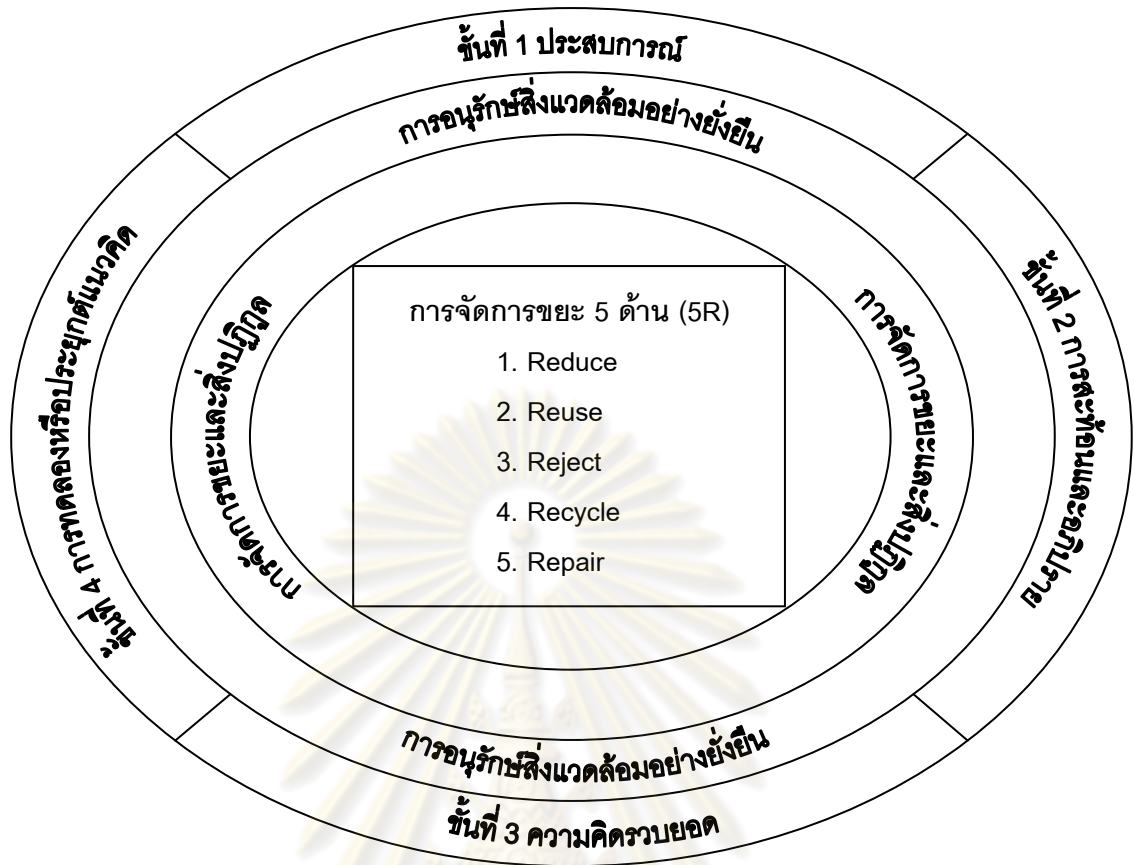 ขั้นที่ 1 ประสบการณ์
การอนุรักษ์สิ่งแวดล้อมอย่างยั่งยืน
ขั้นที่ 4 การทดลองหรือประยุกต์แนวคิด
การจัดการขยะและสิ่งปฏิกูล
การจัดการขยะ 5 ด้าน (5R)
1. Reduce
2. Reuse
3. Reject
4. Recycle
5. Repair
การจัดการขยะและสิ่งปฏิกูล
ขั้นที่ 2 การสะท้อนและอภิปราย
การอนุรักษ์สิ่งแวดล้อมอย่างยั่งยืน
ขั้นที่ 3 ความคิดรวบยอด